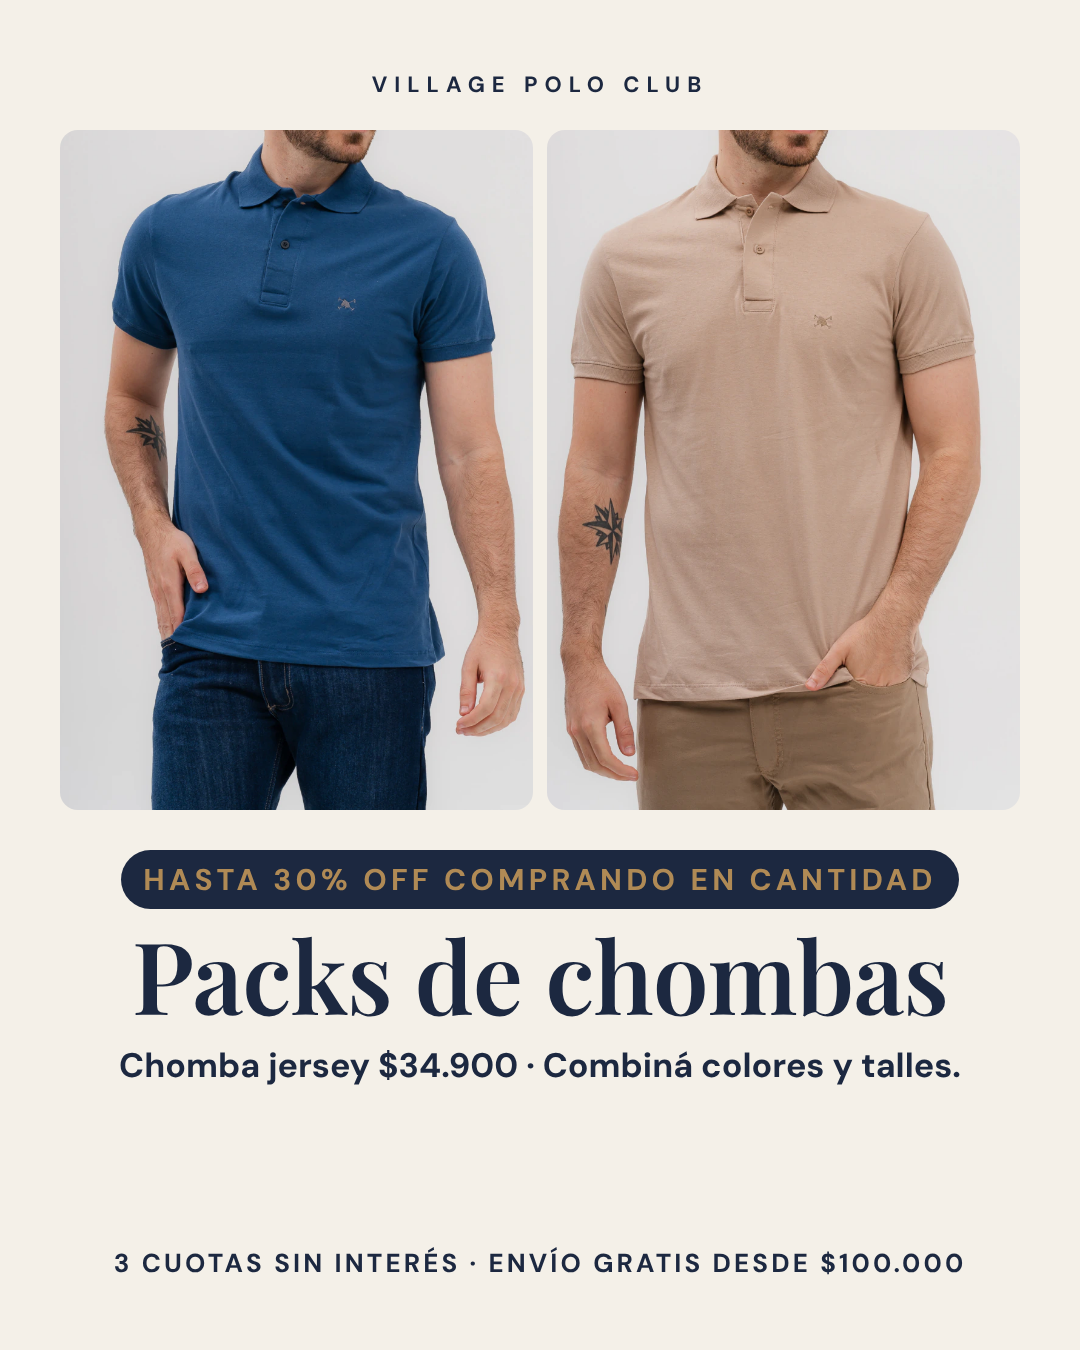 VILLAGE POLO CLUB
HASTA 30% OFF COMPRANDO EN CANTIDAD
Packs de chombas
Chomba jersey $34.900 · Combiná colores y talles.
3 CUOTAS SIN INTERÉS · ENVÍO GRATIS DESDE $100.000